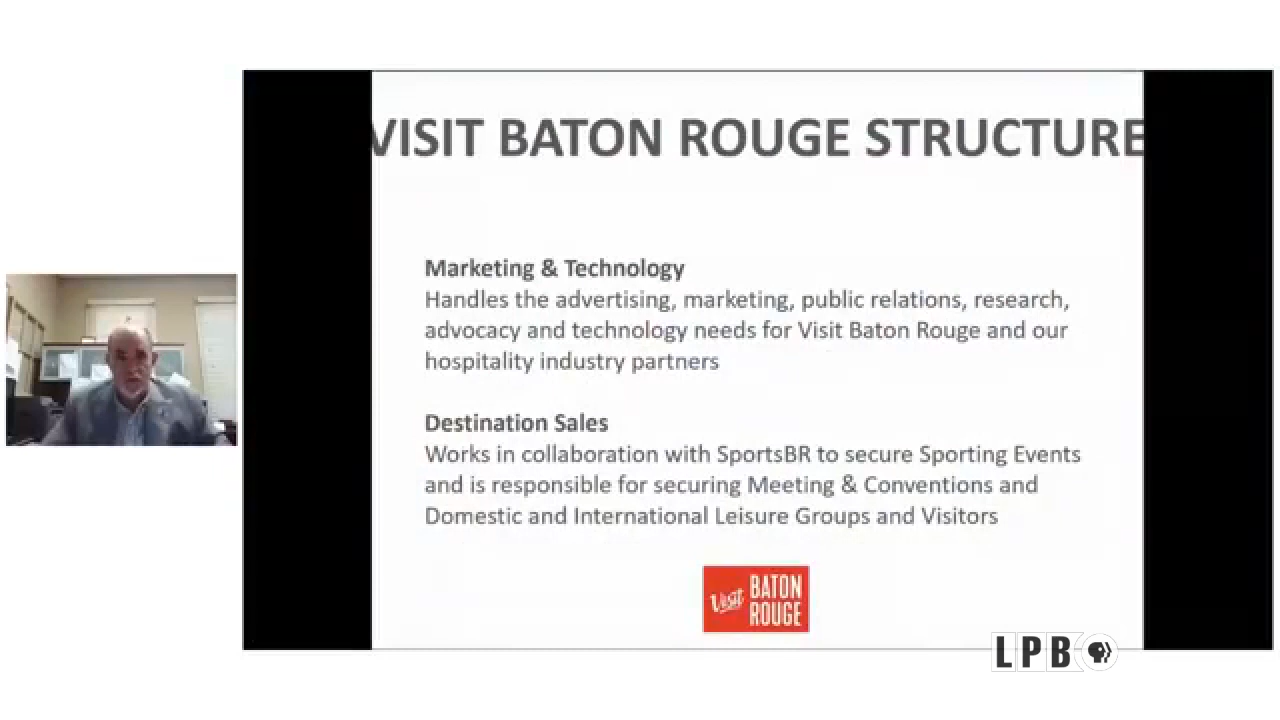 VISIT BATON ROUGE STRUCTURE
Marketing & Technology
Handles the advertising, marketing, public relations, research,
advocacy and technology needs for Visit Baton Rouge and our
hospitality industry partners
Destination Sales
Works in collaboration with SportsBR to secure Sporting Events
and is responsible for securing Meeting & Conventions and
Domestic and International Leisure Groups and Visitors
Visit BATON
ROUGE
LPB